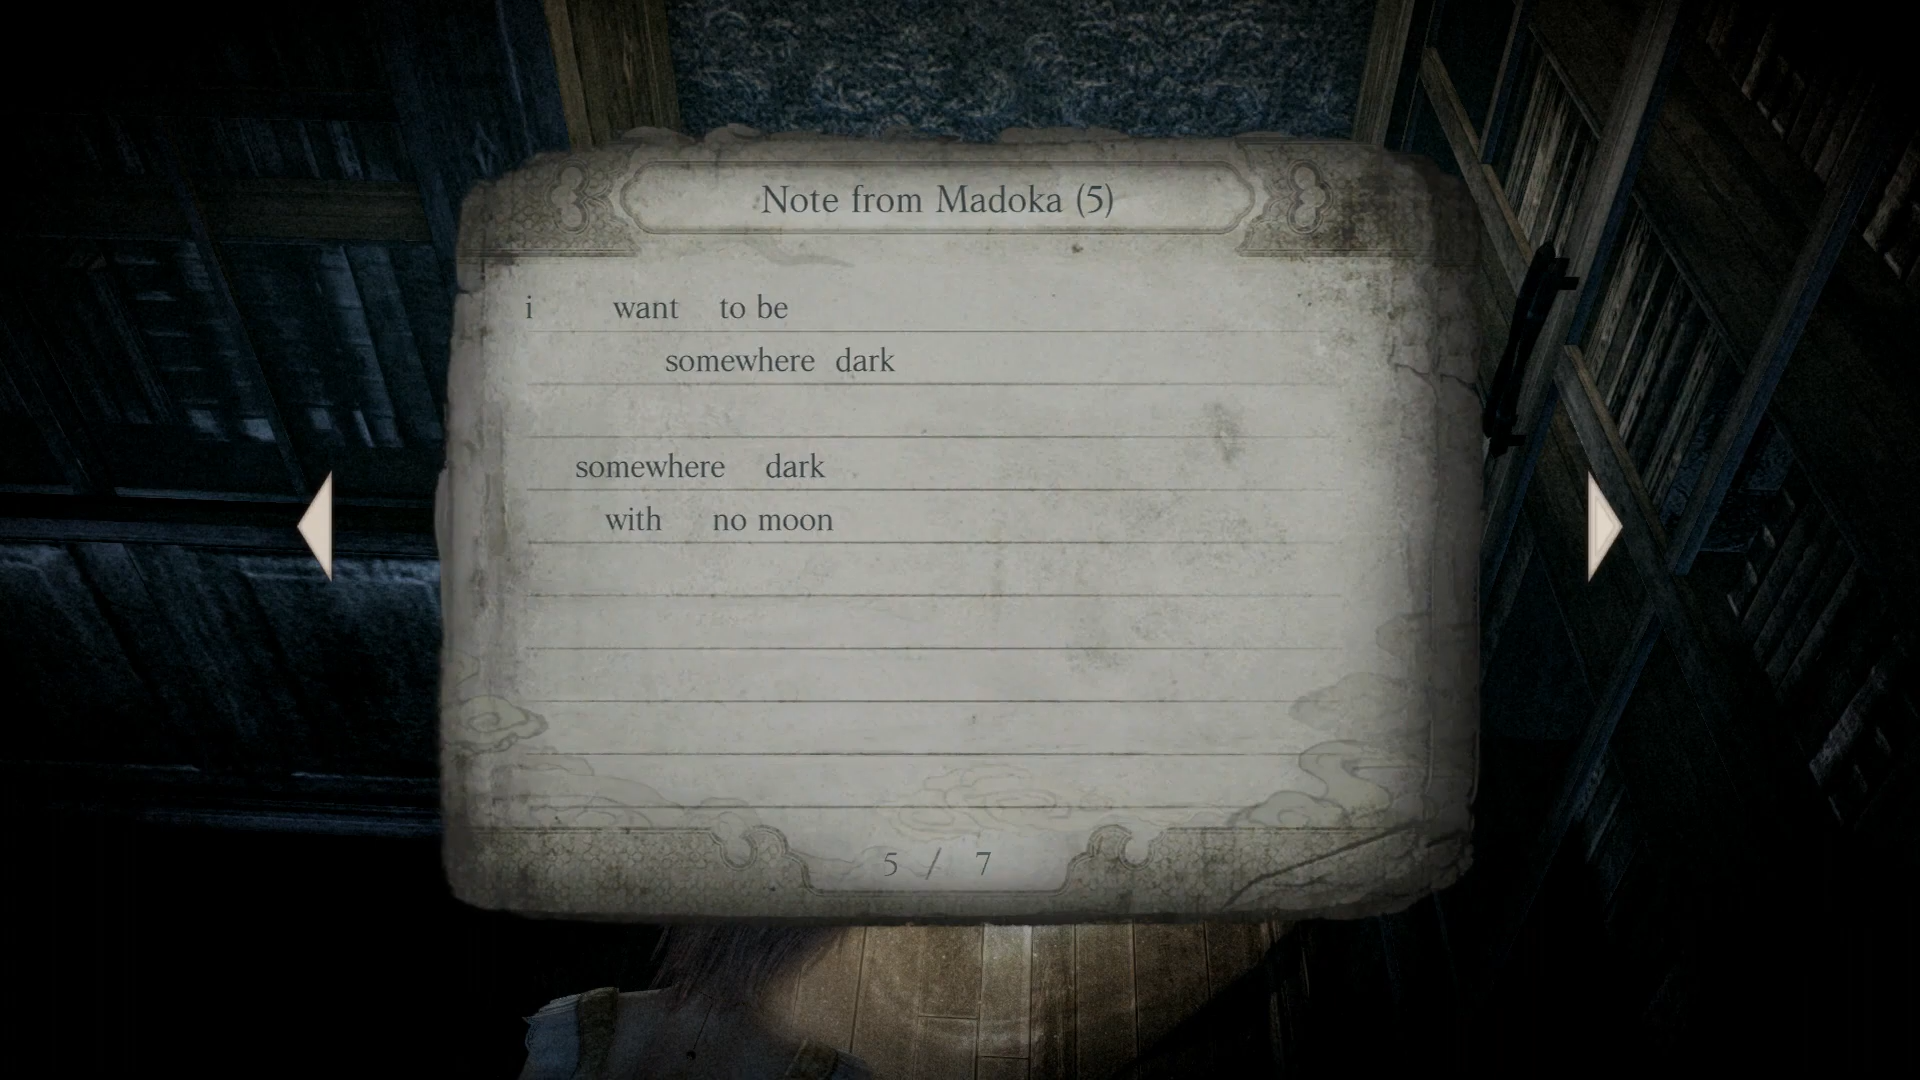 Note from Madoka (5)
i want to be
somewhere dark
somewhere dark
with no moon
5 / 7